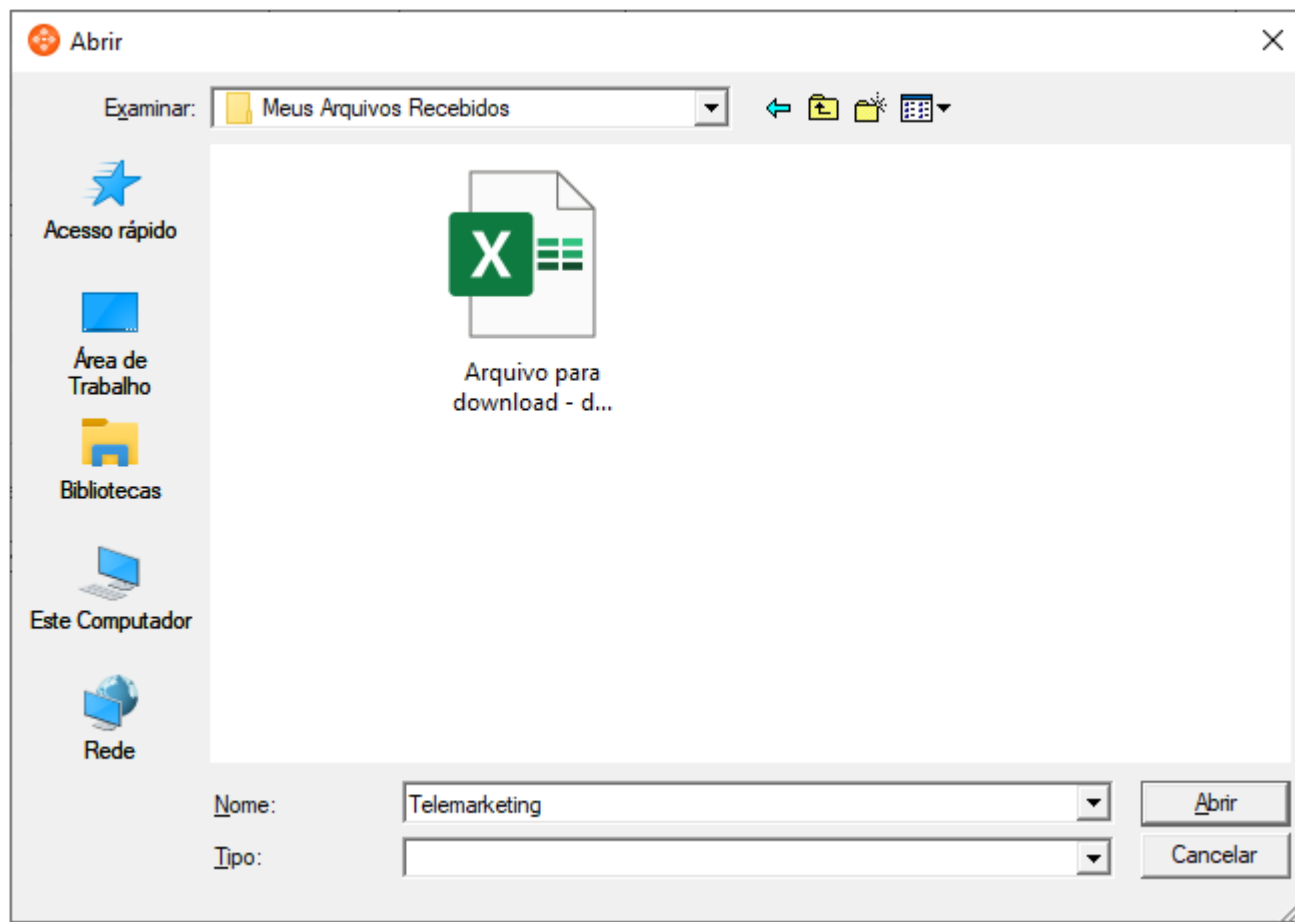 Abrir
Examinar: Meus Arquivos Recebidos
Acesso rápido
Área de
Trabalho
Bibliotecas
Este Computador
Rede
X
Arquivo para
download - d...
Nome: Telemarketing Abrir
Tipo: Cancelar